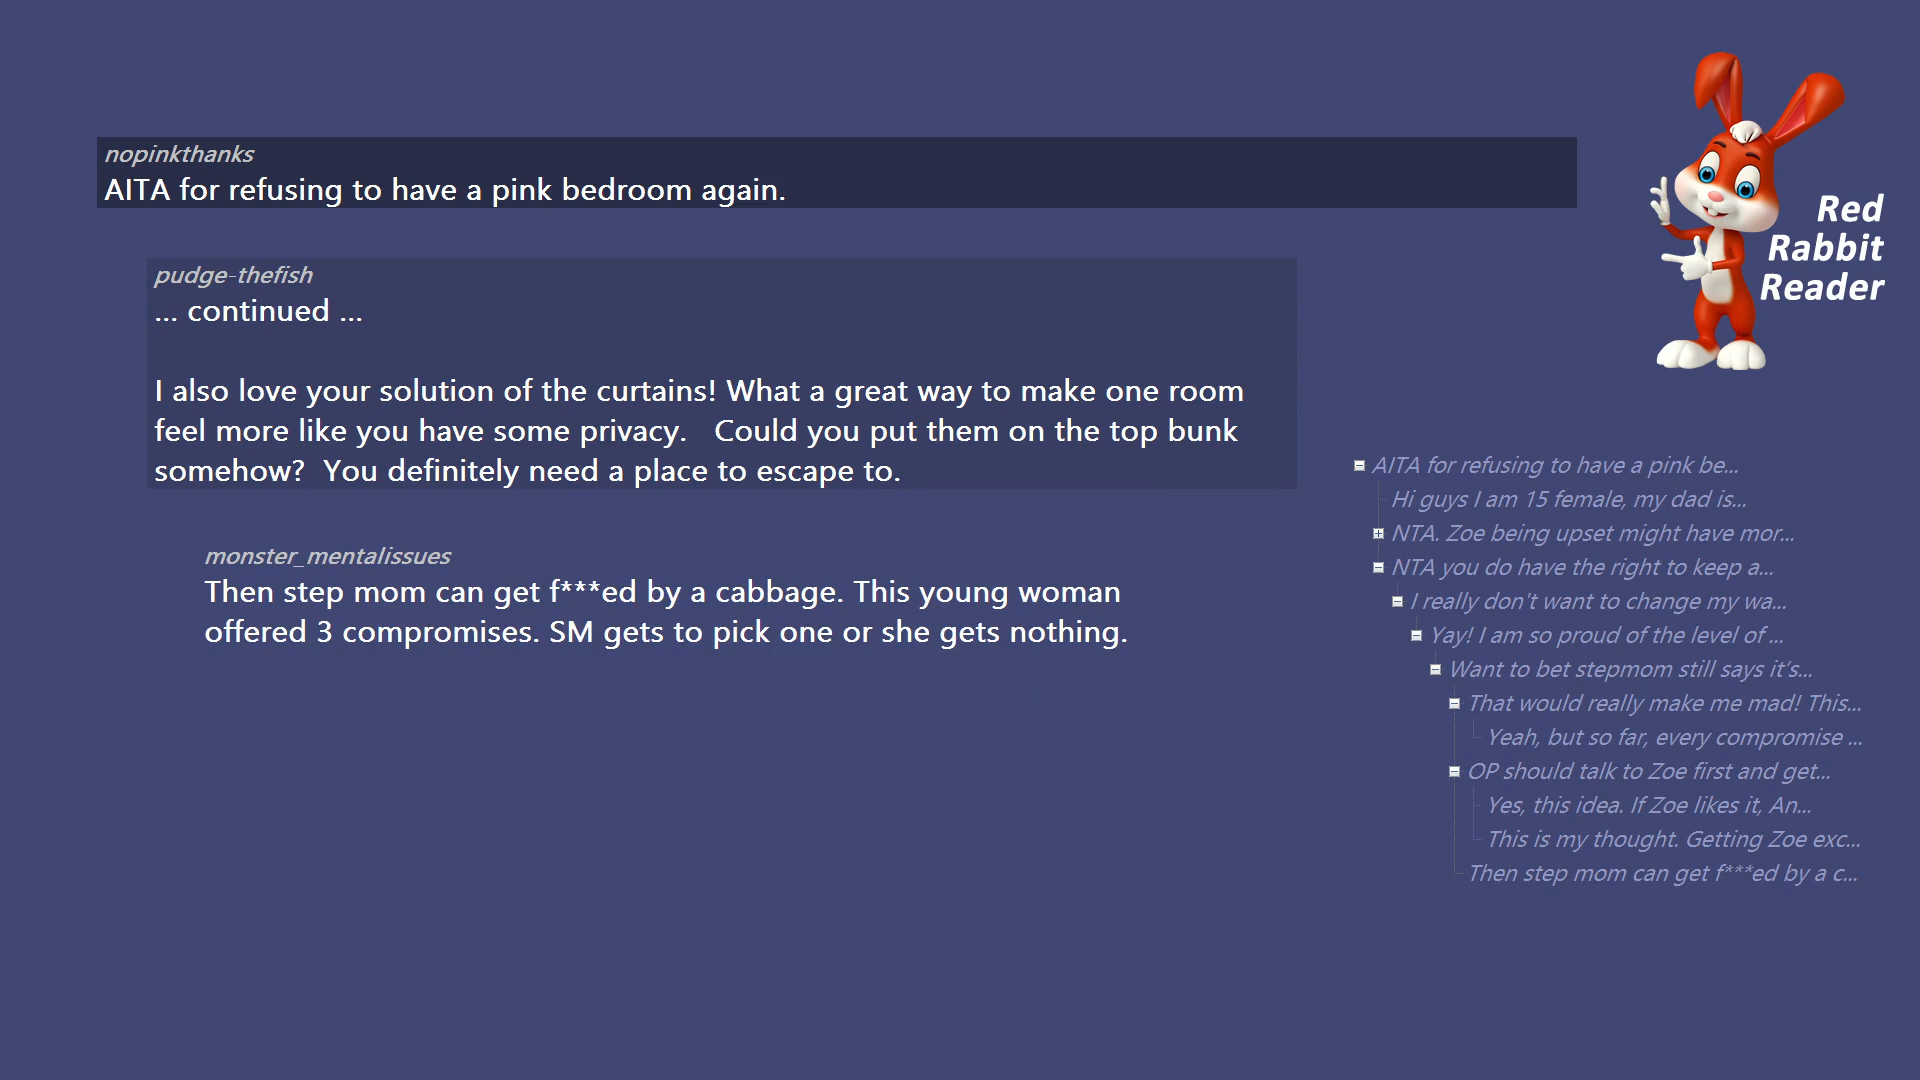 nopinkthanks
AITA for refusing to have a pink bedroom again.
pudge-thefish
... continued ...
I also love your solution of the curtains! What a great way to make one room
feel more like you have some privacy.   Could you put them on the top bunk
somehow?  You definitely need a place to escape to.
monster_mentalissues
Then step mom can get f***ed by a cabbage. This young woman
offered 3 compromises. SM gets to pick one or she gets nothing.
Red
Rabbit
Reader
AITA for refusing to have a pink be...
Hi guys I am 15 female, my dad is...
NTA. Zoe being upset might have mor...
NTA you do have the right to keep a...
I really don't want to change my wa...
Yay! I am so proud of the level of ...
Want to bet stepmom still says it’s...
That would really make me mad! This...
Yeah, but so far, every compromise ...
OP should talk to Zoe first and get...
Yes, this idea. If Zoe likes it, An...
This is my thought. Getting Zoe exc...
Then step mom can get f***ed by a c...